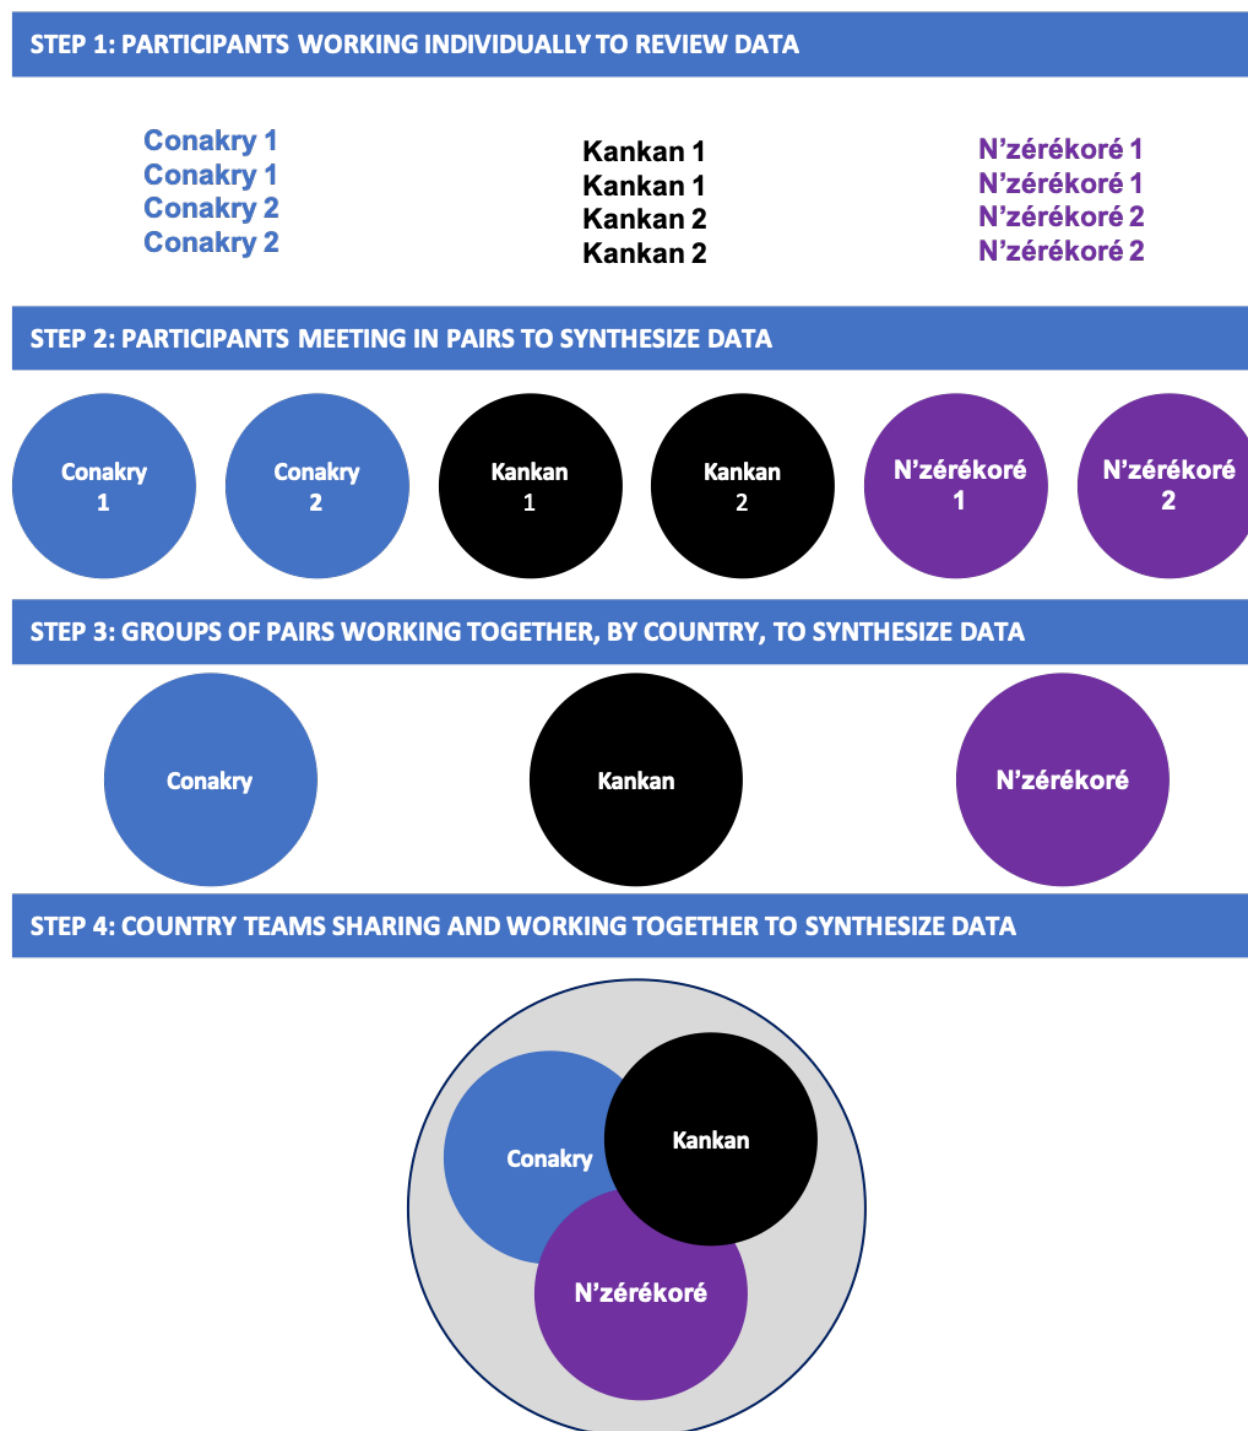 STEP 1: PARTICIPANTS WORKING INDIVIDUALLY TO REVIEW DATA
Conakry 1
Conakry 1
Conakry 2
Conakry 2
Kankan 1
Kankan 1
Kankan 2
Kankan 2
N'zérékoré 1
N'zérékoré 1
N'zérékoré 2
N'zérékoré 2
STEP 2: PARTICIPANTS MEETING IN PAIRS TO SYNTHESIZE DATA
Conakry
1
Conakry
2
Kankan
1
Kankan
2
N'zérékoré
1
N'zérékoré
2
STEP 3: GROUPS OF PAIRS WORKING TOGETHER, BY COUNTRY, TO SYNTHESIZE DATA
Conakry
Kankan
N'zérékoré
STEP 4: COUNTRY TEAMS SHARING AND WORKING TOGETHER TO SYNTHESIZE DATA
Conakry
Kankan
N'zérékoré